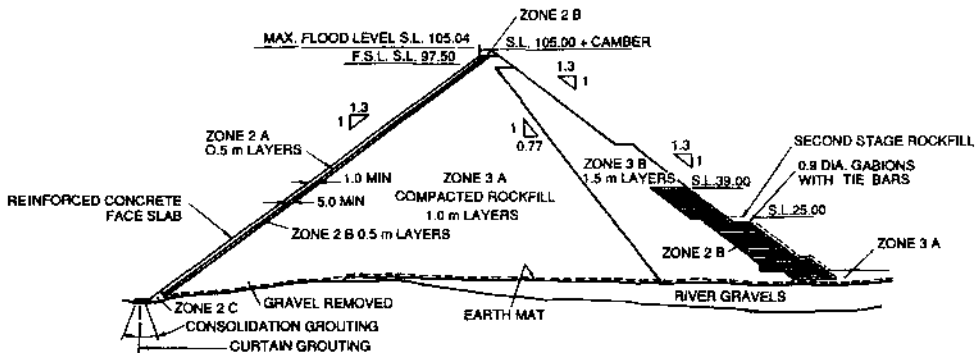 ZONE 2 B
MAX. FLOOD LEVEL S.L. 105.04
S.L. 105.00 + CAMBER
F.S.L. S.L. 97.50
1.3
1
1.3
1
1
0.77
ZONE 2 A
0.5 m LAYERS
1.0 MIN
5.0 MIN
REINFORCED CONCRETE
FACE SLAB
ZONE 2 B 0.5 m LAYERS
ZONE 3 A
COMPACTED ROCKFILL
1.0 m LAYERS
ZONE 3 B
1.5 m LAYERS
1.3
1
SECOND STAGE ROCKFILL
0.9 DIA. GABIONS
WITH TIE BARS
S.L.39.00
S.L.25.00
ZONE 2 B
ZONE 3 A
RIVER GRAVELS
EARTH MAT
GRAVEL REMOVED
ZONE 2 C
CONSOLIDATION GROUTING
CURTAIN GROUTING